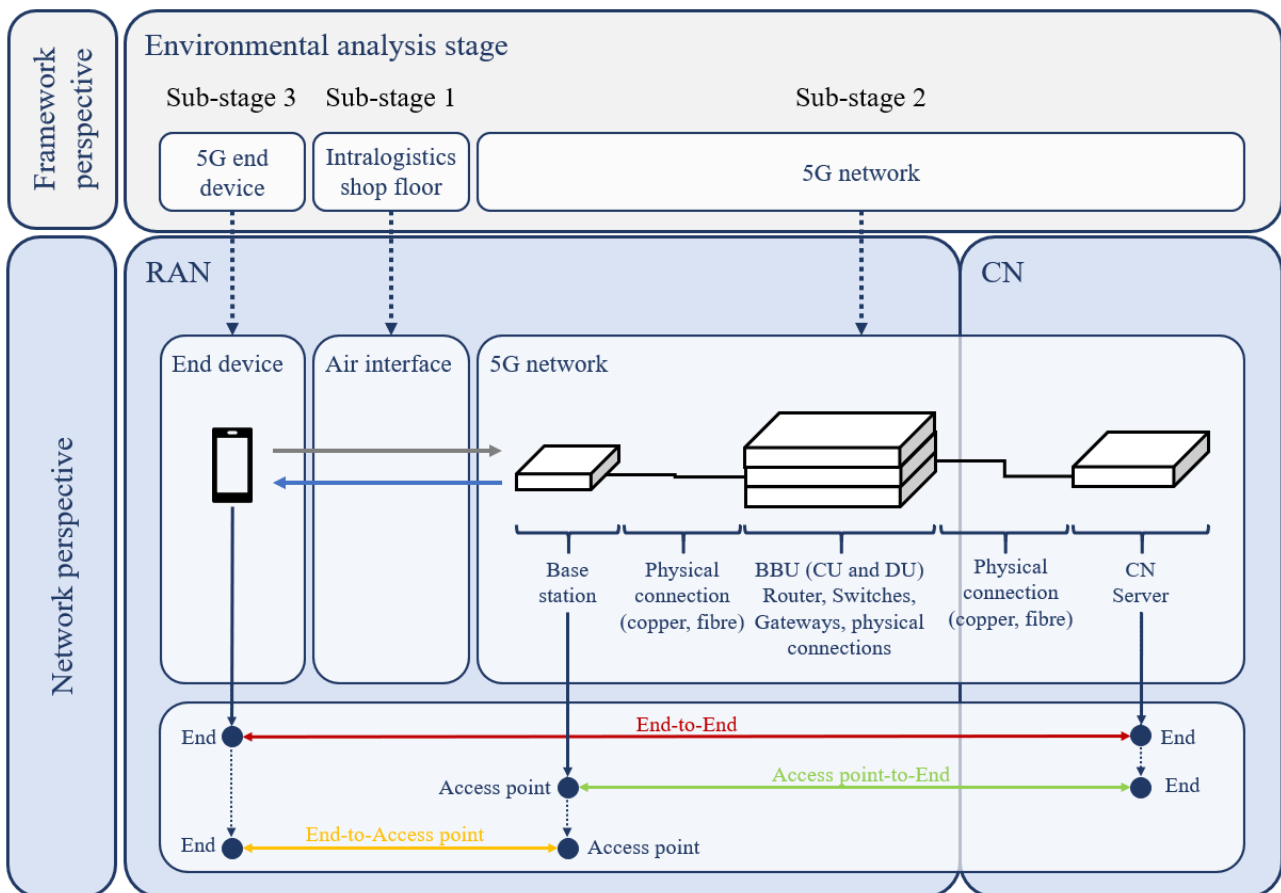 Framework
perspective
Environmental analysis stage
Sub-stage 3
Sub-stage 1
Sub-stage 2
5G end
device
Intralogistics
shop floor
5G network
Network perspective
RAN
CN
End device
Air interface
5G network
Base
station
Physical
connection
(copper, fibre)
BBU (CU and DU)
Router, Switches,
Gateways, physical
connections
Physical
connection
(copper, fibre)
CN
Server
End
End-to-End
End
Access point
Access point-to-End
End
End
End-to-Access point
Access point